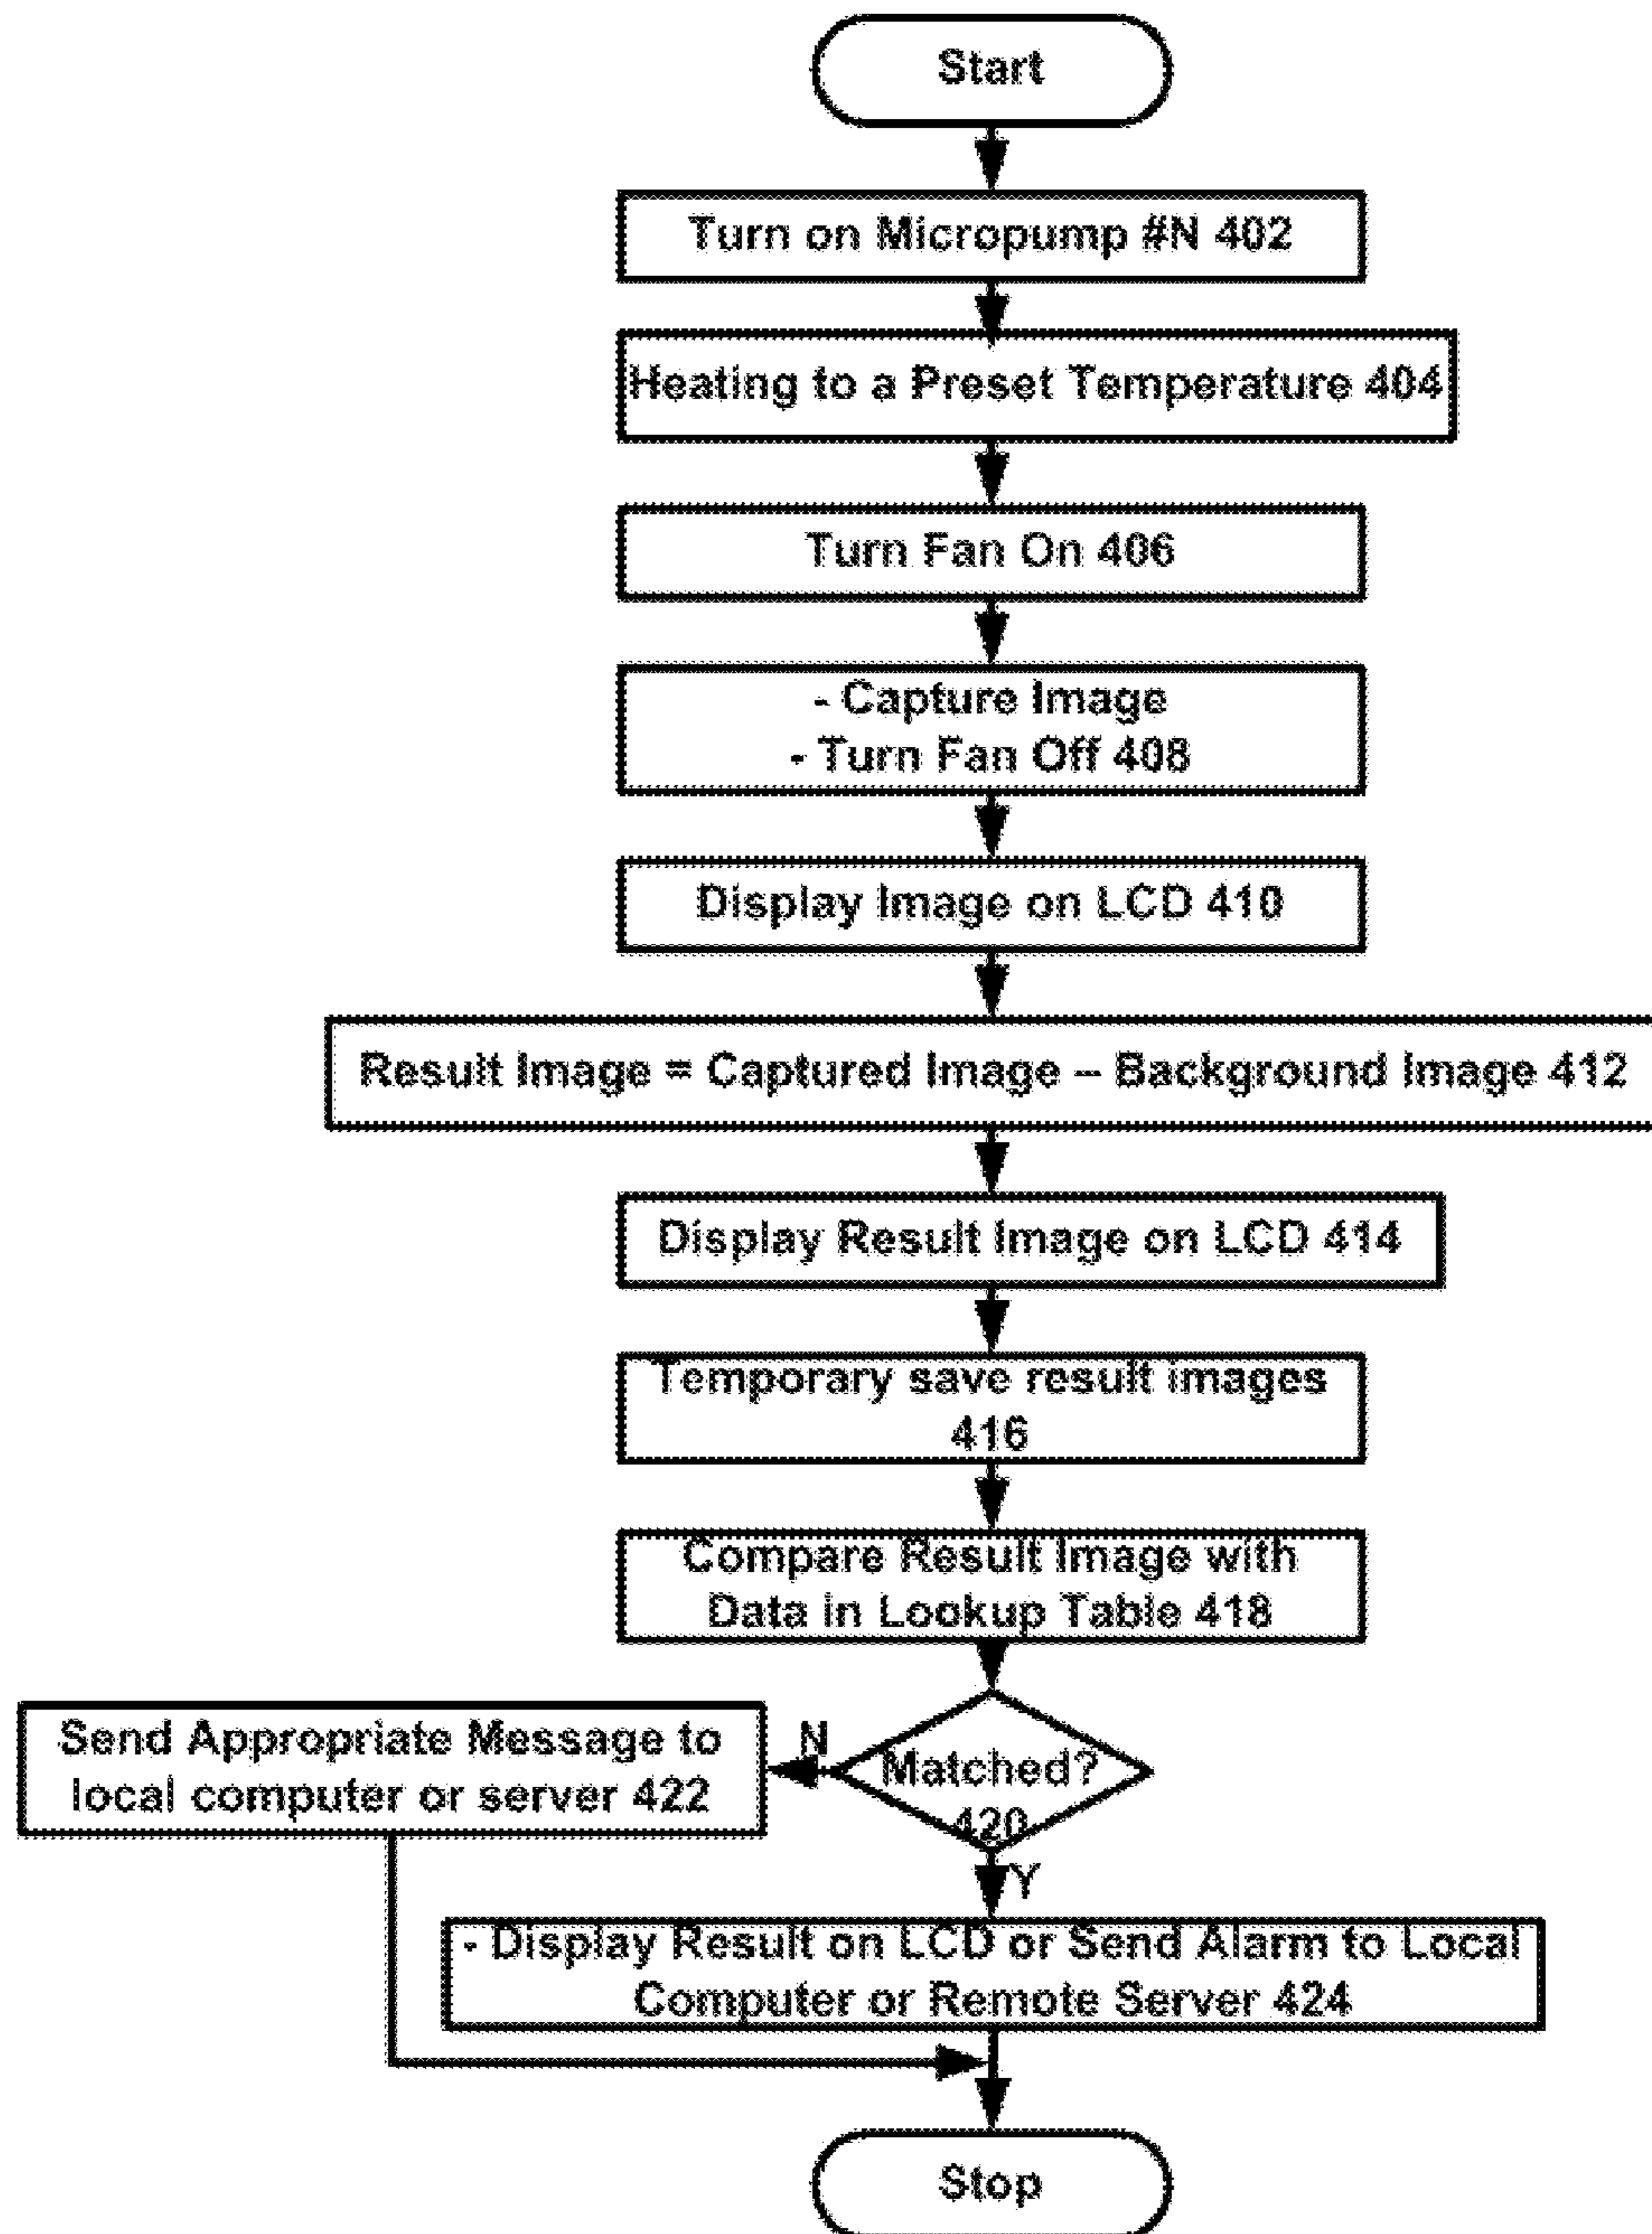 Start
Turn on Micropump #N 402
Heating to a Preset Temperature 404
Turn Fan On 406
- Capture Image
- Turn Fan Off 408
Display Image on LCD 410
Result Image = Captured Image – Background Image 412
Display Result Image on LCD 414
Temporary save result images
416
Compare Result Image with
Data in Lookup Table 418
Matched?
420
N
Send Appropriate Message to
local computer or server 422
Y
- Display Result on LCD or Send Alarm to Local
Computer or Remote Server 424
Stop